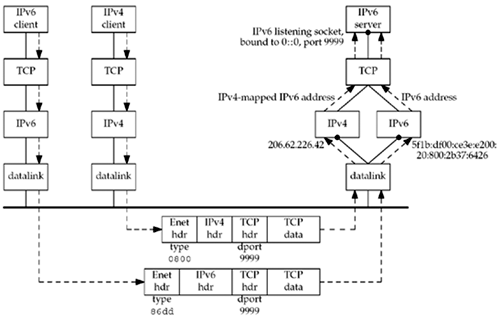 IPv6
client
IPv4
client
IPv6 listening socket,
bound to 0::0, port 9999
IPv6
server
TCP
TCP
TCP
IPv4-mapped IPv6 address
IPv6 address
IPv6
IPv4
IPv4
IPv6
206.62.226.42
5f1b:df00:ce3e:e200:
20:800:2b37:6426
datalink
datalink
datalink
Enet
hdr
IPv4
hdr
TCP
hdr
TCP
data
type
0800
dport
9999
Enet
hdr
IPv6
hdr
TCP
hdr
TCP
data
type
86dd
dport
9999